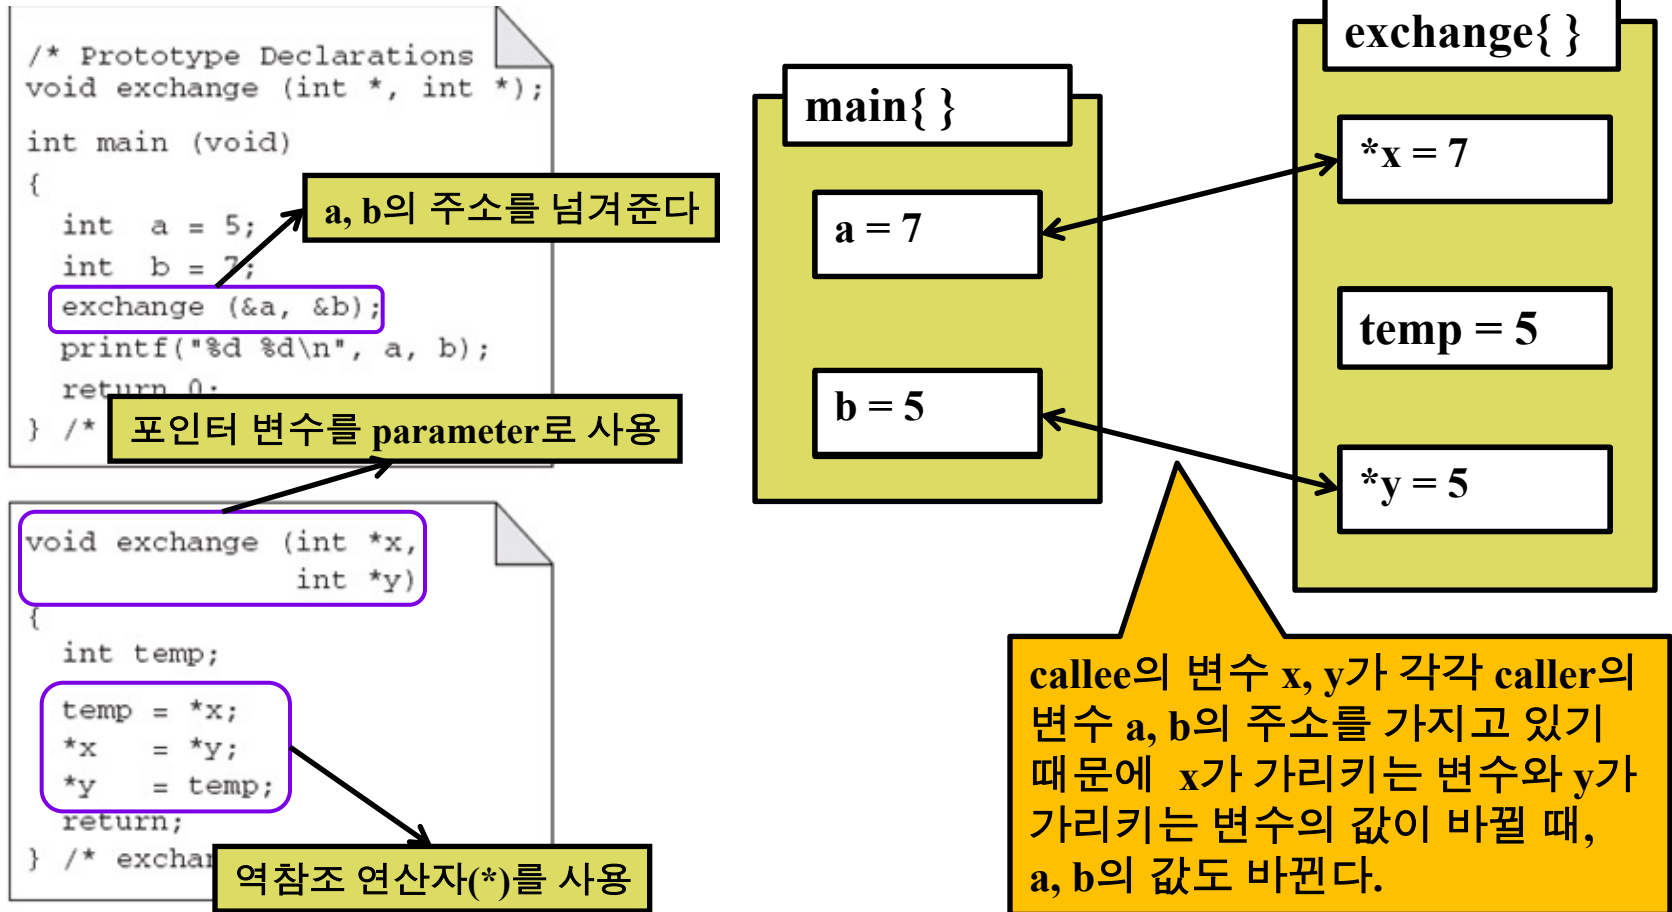 /* Prototype Declarations
void exchange (int *, int *);
int main (void)
{
int a = 5;
int b = 7;
exchange (&a, &b);
printf("%d %d\n", a, b);
return 0;
} /*
a, b의 주소를 넘겨준다
포인터 변수를 parameter로 사용
void exchange (int *x,
int *y)
{
int temp;
temp = *x;
*x = *y;
*y = temp;
return;
} /* exchan
역참조 연산자(*)를 사용
main{ }
a = 7
b = 5
exchange{ }
*x = 7
temp = 5
*y = 5
callee의 변수 x, y가 각각 caller의
변수 a, b의 주소를 가지고 있기
때문에 x가 가리키는 변수와 y가
가리키는 변수의 값이 바뀔 때,
a, b의 값도 바뀐다.